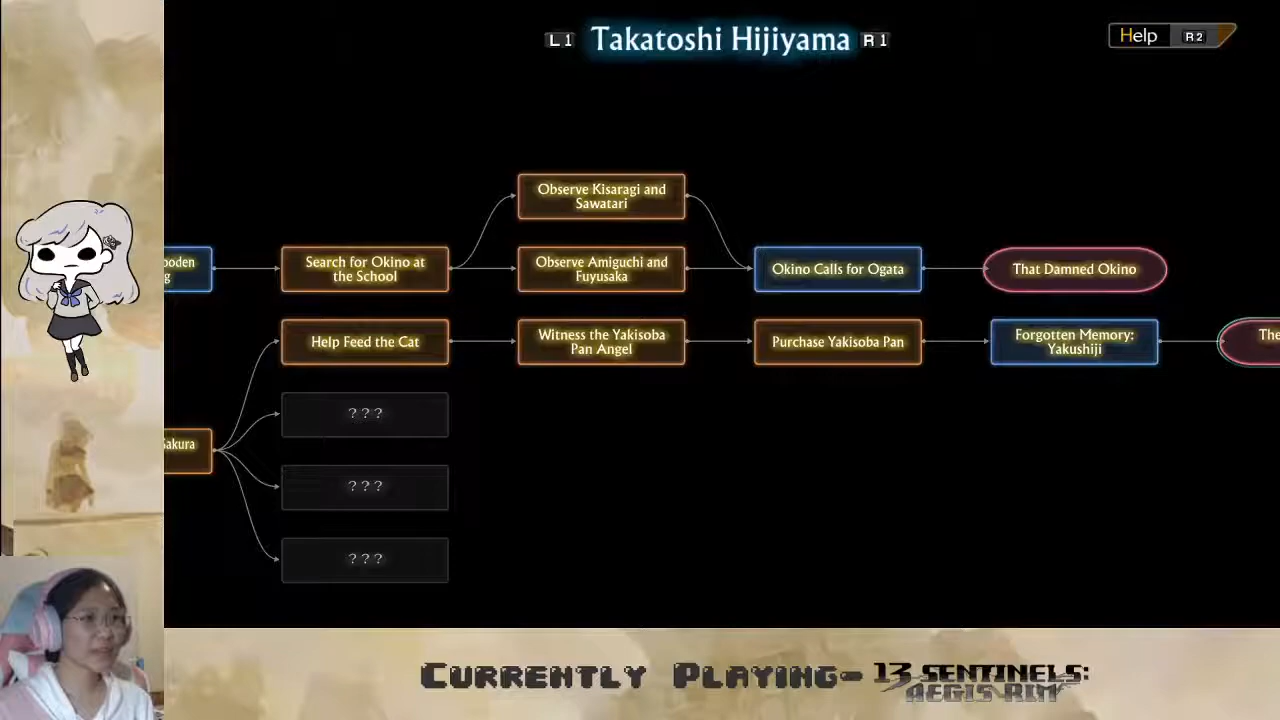 L1 Takatoshi Hijiyama R1
Help R2
Observe Kisaragi and
Sawatari
Search for Okino at
the School
Observe Amiguchi and
Fuyusaka
Okino Calls for Ogata
That Damned Okino
Help Feed the Cat
Witness the Yakisoba
Pan Angel
Purchase Yakisoba Pan
Forgotten Memory:
Yakushiji
The
???
Sakura
???
???
CURRENTLY PLAYING- 13 SENTINELS:
AEGIS RIM